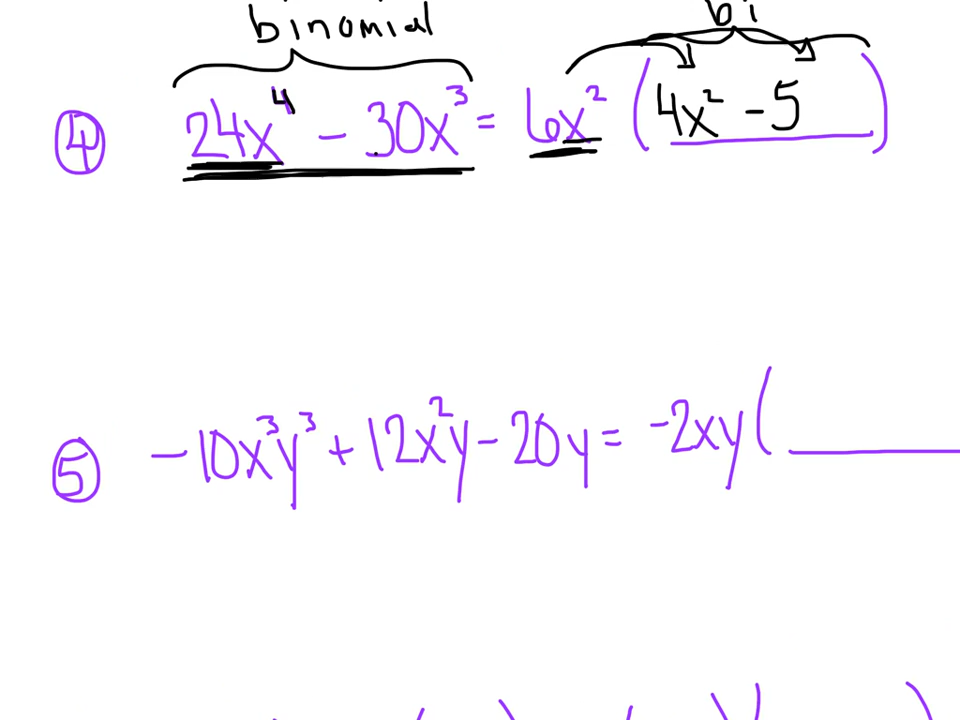 binomial bi
④ 24x⁴ - 30x³ = 6x² ( 4x² - 5 )
⑤ -10x³y³ + 12x²y - 20y = -2xy (